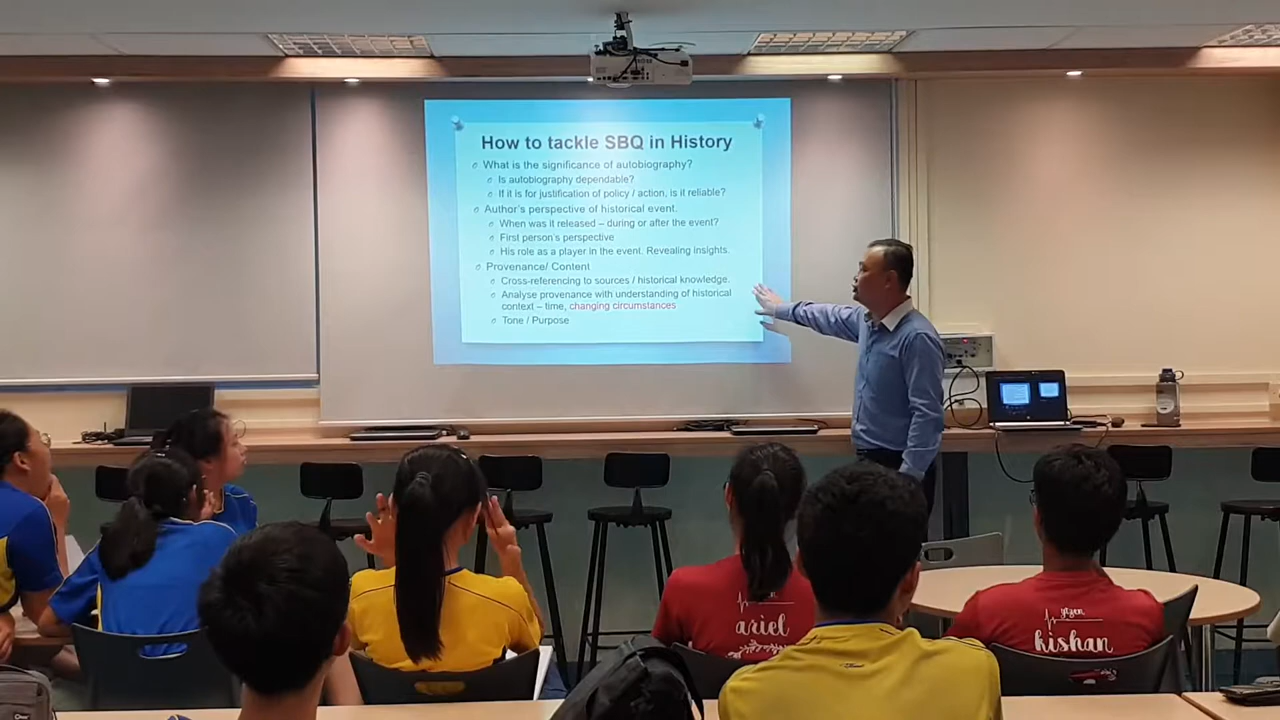 How to tackle SBQ in History
What is the significance of autobiography?
Is autobiography dependable?
If it is for justification of policy / action, is it reliable?
Author's perspective of historical event.
When was it released – during or after the event?
First person's perspective
His role as a player in the event. Revealing insights.
Provenance/ Content
Cross-referencing to sources / historical knowledge.
Analyse provenance with understanding of historical
context – time, changing circumstances
Tone / Purpose
ariel
kishan